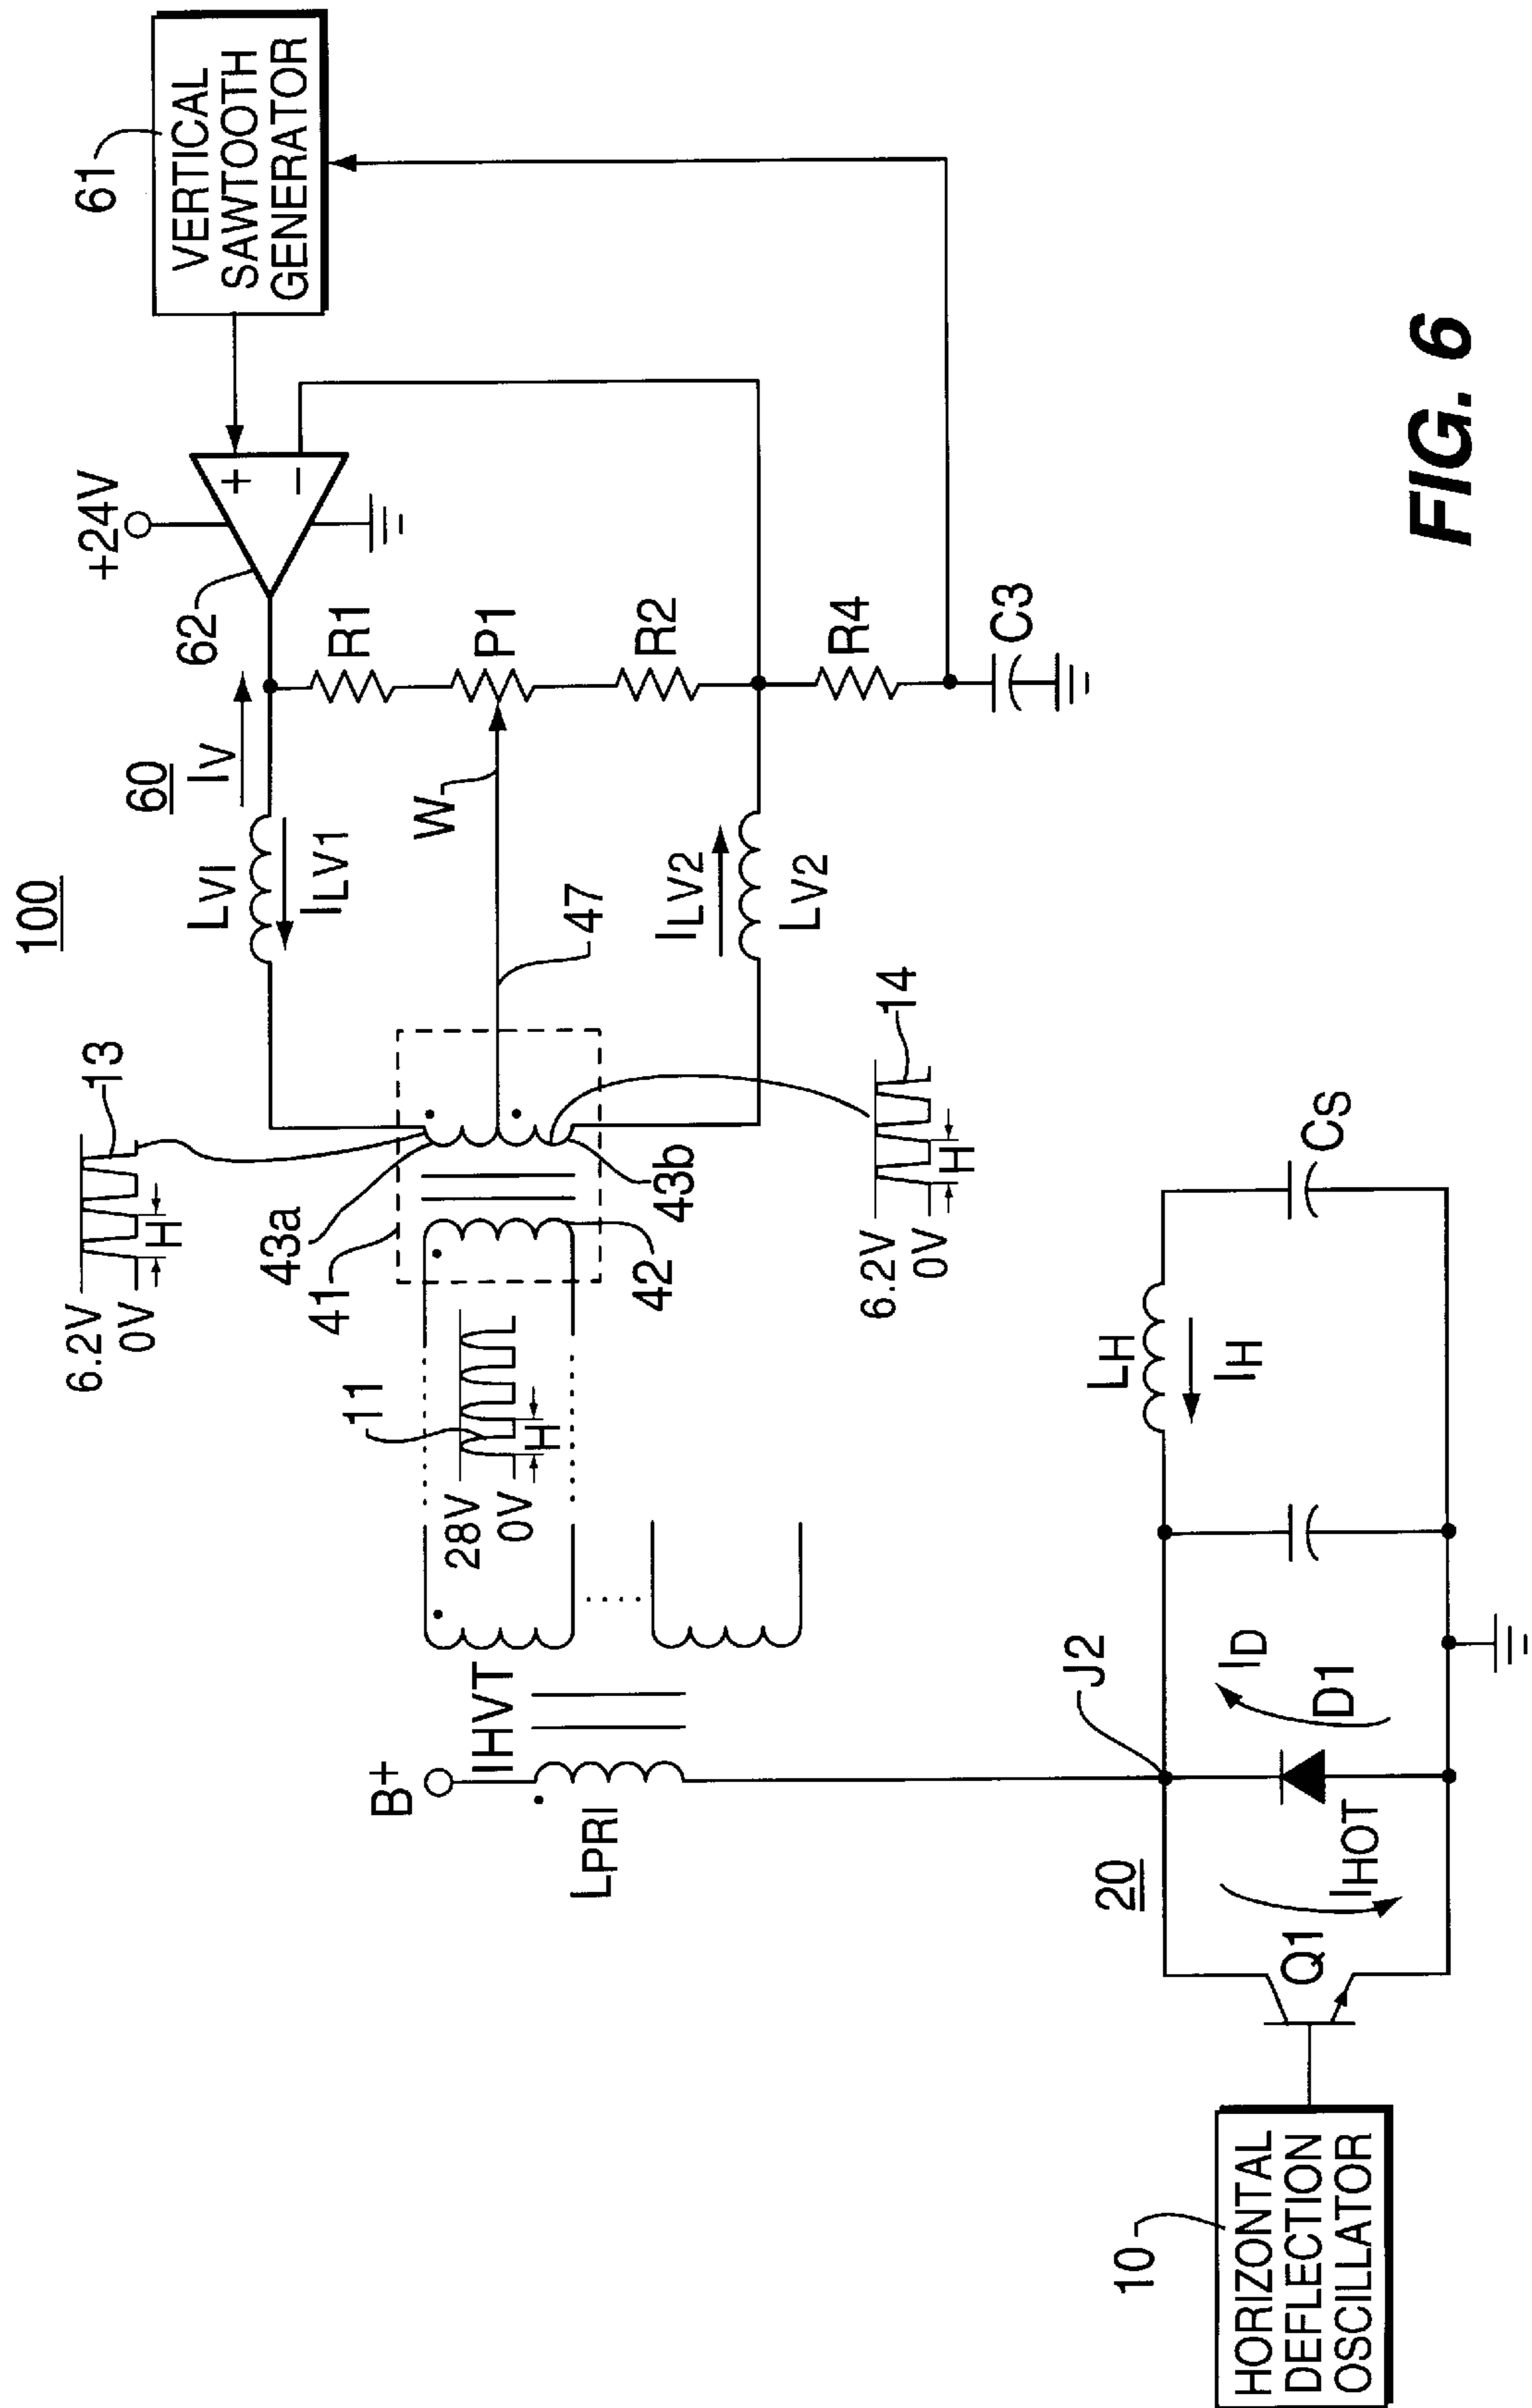 100
61
VERTICAL
SAWTOOTH
GENERATOR
+24V
62
+
−
60
IV
LVI
ILV1
R1
P1
R2
R4
C3
W
47
ILV2
LV2
13
6.2V
0V
H
14
6.2V
0V
H
43a
41
43b
42
11
28V
0V
H
IHVT
B+
LPRI
J2
20
ID
D1
IHOT
Q1
LH
IH
CS
10
HORIZONTAL
DEFLECTION
OSCILLATOR
FIG. 6